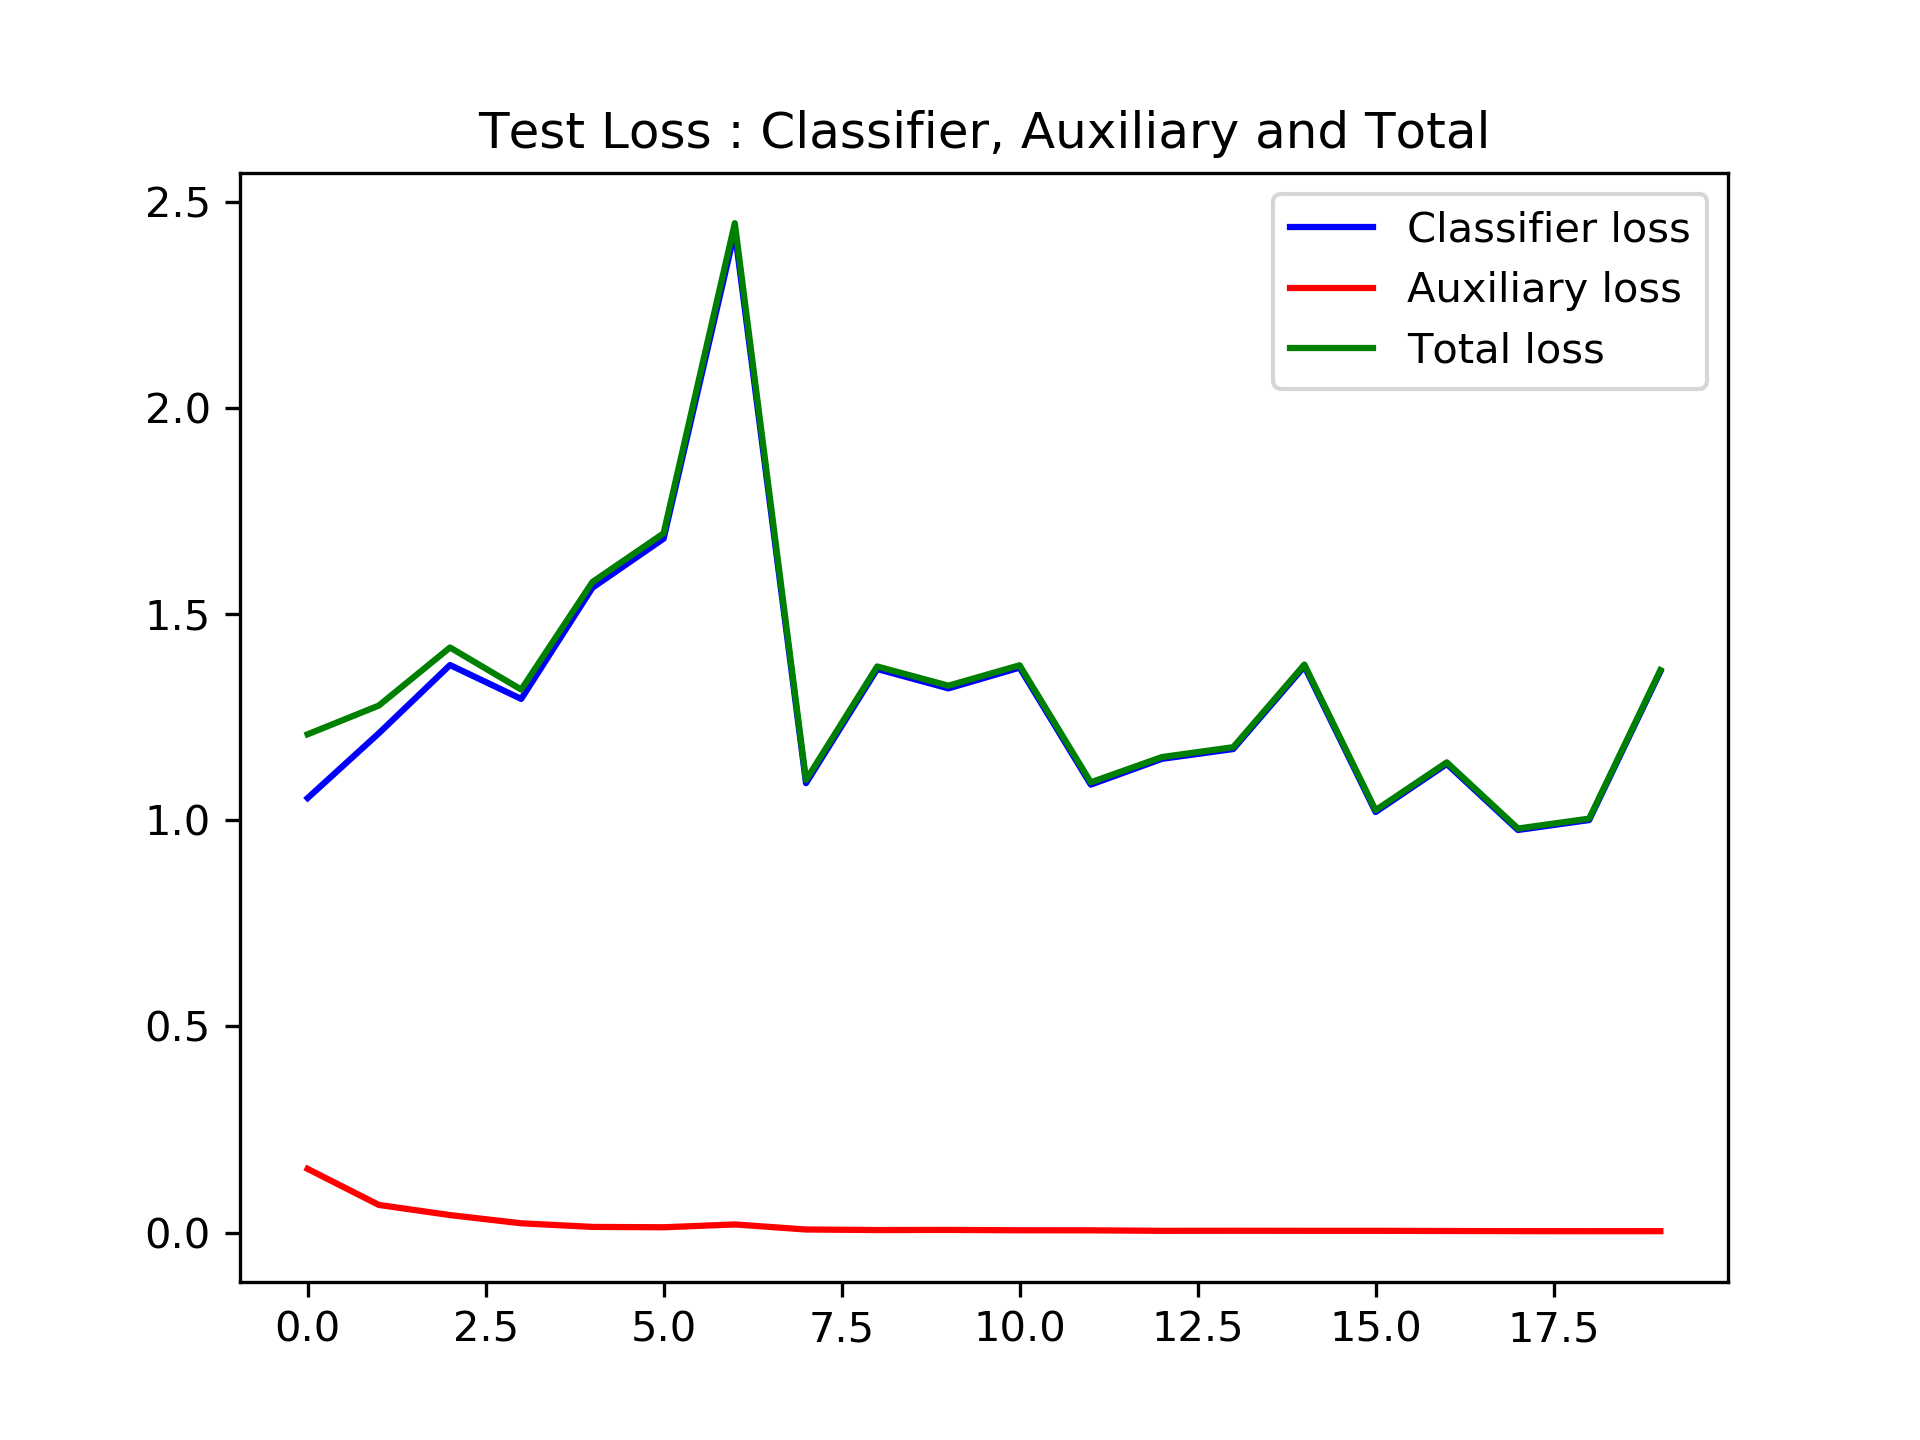 Test Loss : Classifier, Auxiliary and Total
2.5
2.0
1.5
1.0
0.5
0.0
Classifier loss
Auxiliary loss
Total loss
0.0 2.5 5.0 7.5 10.0 12.5 15.0 17.5